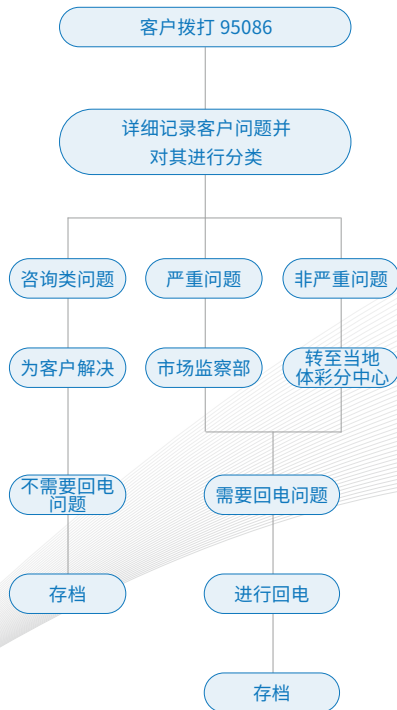 客户拨打 95086
详细记录客户问题并
对其进行分类
咨询类问题
严重问题
非严重问题
为客户解决
市场监察部
转至当地
体彩分中心
不需要回电
问题
需要回电问题
存档
进行回电
存档